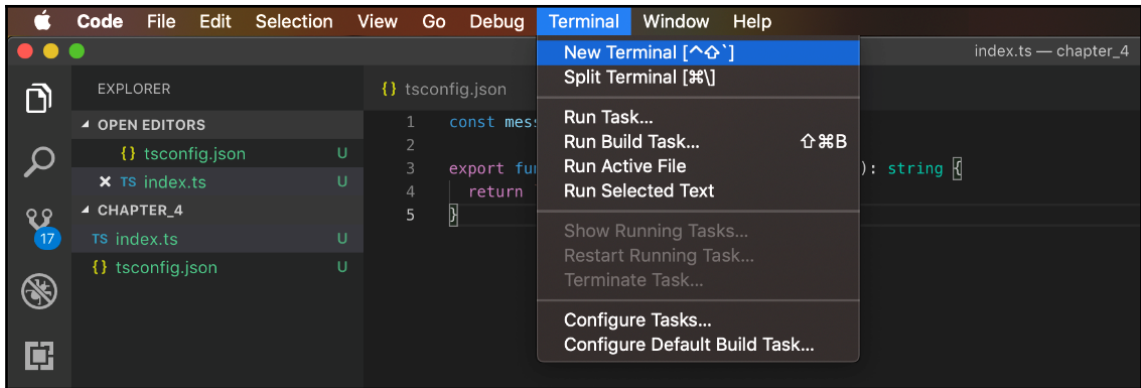 Code File Edit Selection View Go Debug Terminal Window Help
index.ts — chapter_4
EXPLORER
OPEN EDITORS
{} tsconfig.json U
TS index.ts U
CHAPTER_4
TS index.ts U
{} tsconfig.json U
17
{} tsconfig.json
1 const mes
2
3 export fu ): string {
4 return
5 }
New Terminal [^⇧`]
Split Terminal [⌘\]
Run Task...
Run Build Task... ⇧⌘B
Run Active File
Run Selected Text
Show Running Tasks...
Restart Running Task...
Terminate Task...
Configure Tasks...
Configure Default Build Task...